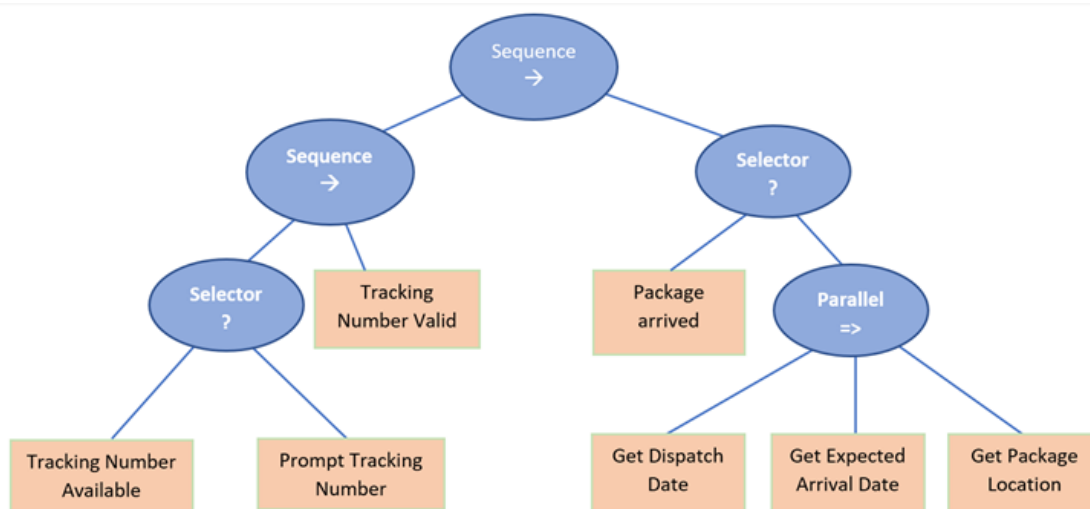 Sequence
→
Sequence
→
Selector
?
Selector
?
Tracking
Number Valid
Package
arrived
Parallel
=>
Tracking Number
Available
Prompt Tracking
Number
Get Dispatch
Date
Get Expected
Arrival Date
Get Package
Location